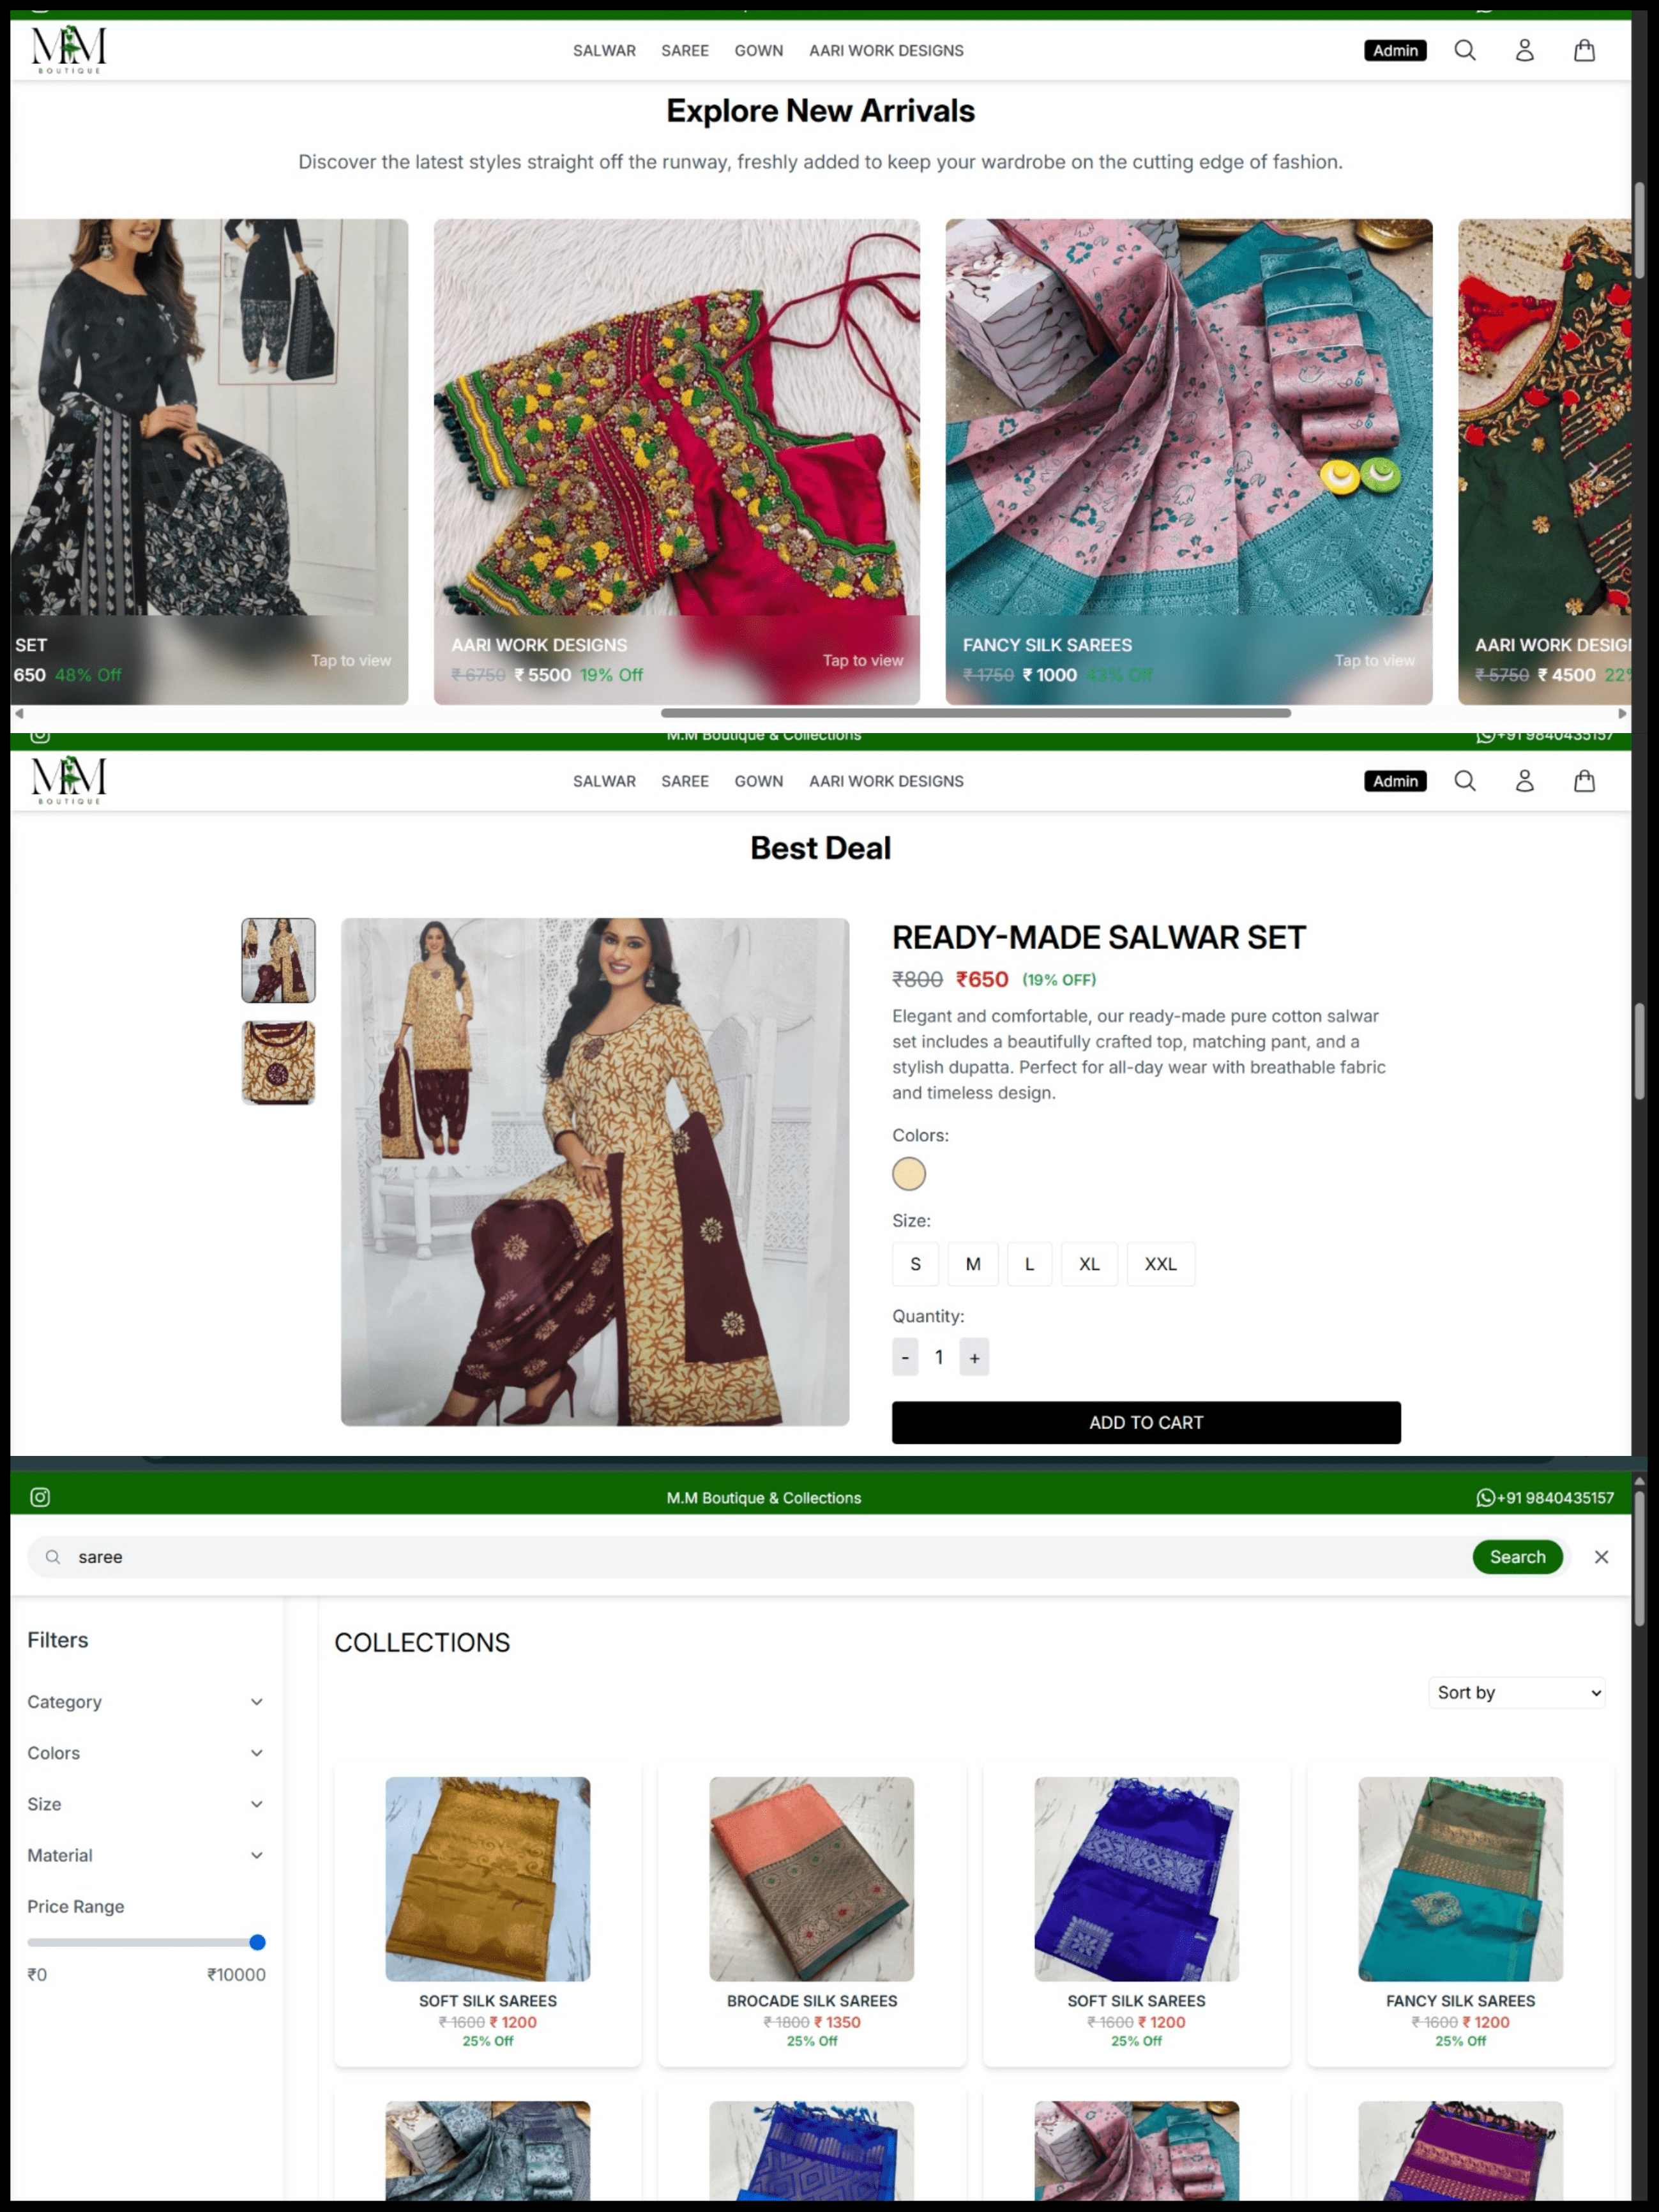 MM
BOUTIQUE
SALWAR SAREE GOWN AARI WORK DESIGNS
Admin
Explore New Arrivals
Discover the latest styles straight off the runway, freshly added to keep your wardrobe on the cutting edge of fashion.
SET
650 48% Off
Tap to view
AARI WORK DESIGNS
₹ 6750 ₹ 5500 19% Off
Tap to view
FANCY SILK SAREES
₹ 1750 ₹ 1000 43% Off
Tap to view
AARI WORK DESIGN
₹ 5750 ₹ 4500 22%
M.M Boutique & Collections
+91 9840435157
MM
BOUTIQUE
SALWAR SAREE GOWN AARI WORK DESIGNS
Admin
Best Deal
READY-MADE SALWAR SET
₹800 ₹650 (19% OFF)
Elegant and comfortable, our ready-made pure cotton salwar
set includes a beautifully crafted top, matching pant, and a
stylish dupatta. Perfect for all-day wear with breathable fabric
and timeless design.
Colors:
Size:
S M L XL XXL
Quantity:
- 1 +
ADD TO CART
M.M Boutique & Collections
+91 9840435157
saree
Search
Filters
Category
Colors
Size
Material
Price Range
₹0 ₹10000
COLLECTIONS
Sort by
SOFT SILK SAREES
₹ 1600 ₹ 1200
25% Off
BROCADE SILK SAREES
₹ 1800 ₹ 1350
25% Off
SOFT SILK SAREES
₹ 1600 ₹ 1200
25% Off
FANCY SILK SAREES
₹ 1600 ₹ 1200
25% Off